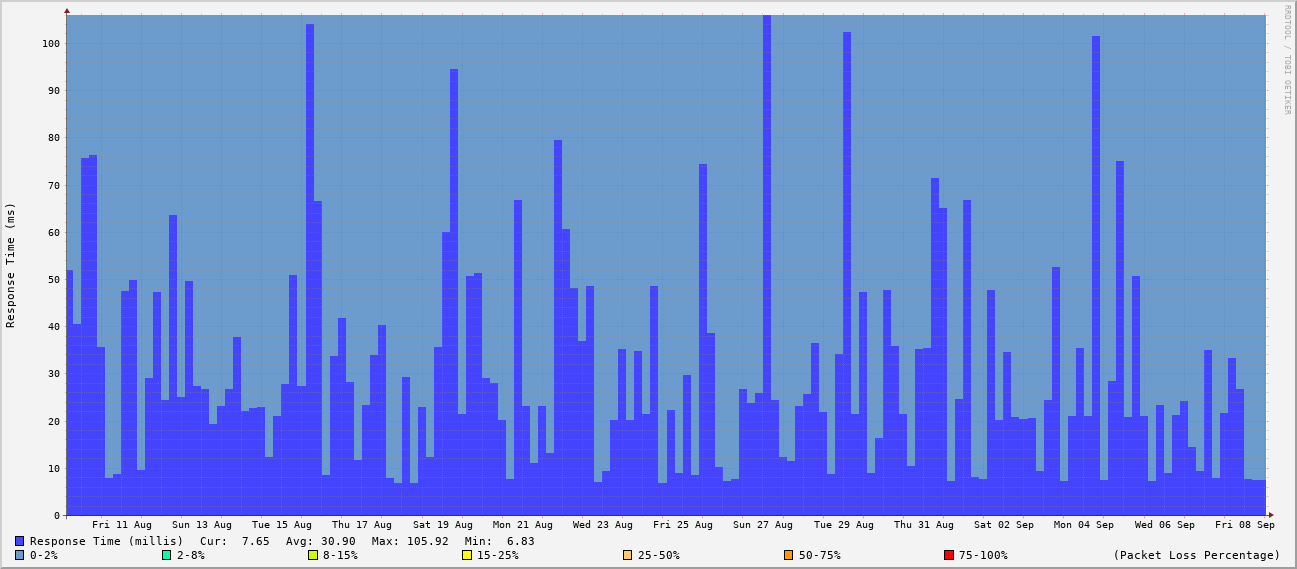 RRDTOOL / TOBI OETIKER
Response Time (ms)
100
90
80
70
60
50
40
30
20
10
0
Fri 11 Aug Sun 13 Aug Tue 15 Aug Thu 17 Aug Sat 19 Aug Mon 21 Aug Wed 23 Aug Fri 25 Aug Sun 27 Aug Tue 29 Aug Thu 31 Aug Sat 02 Sep Mon 04 Sep Wed 06 Sep Fri 08 Sep
Response Time (millis) Cur: 7.65 Avg: 30.90 Max: 105.92 Min: 6.83
0-2% 2-8% 8-15% 15-25% 25-50% 50-75% 75-100% (Packet Loss Percentage)